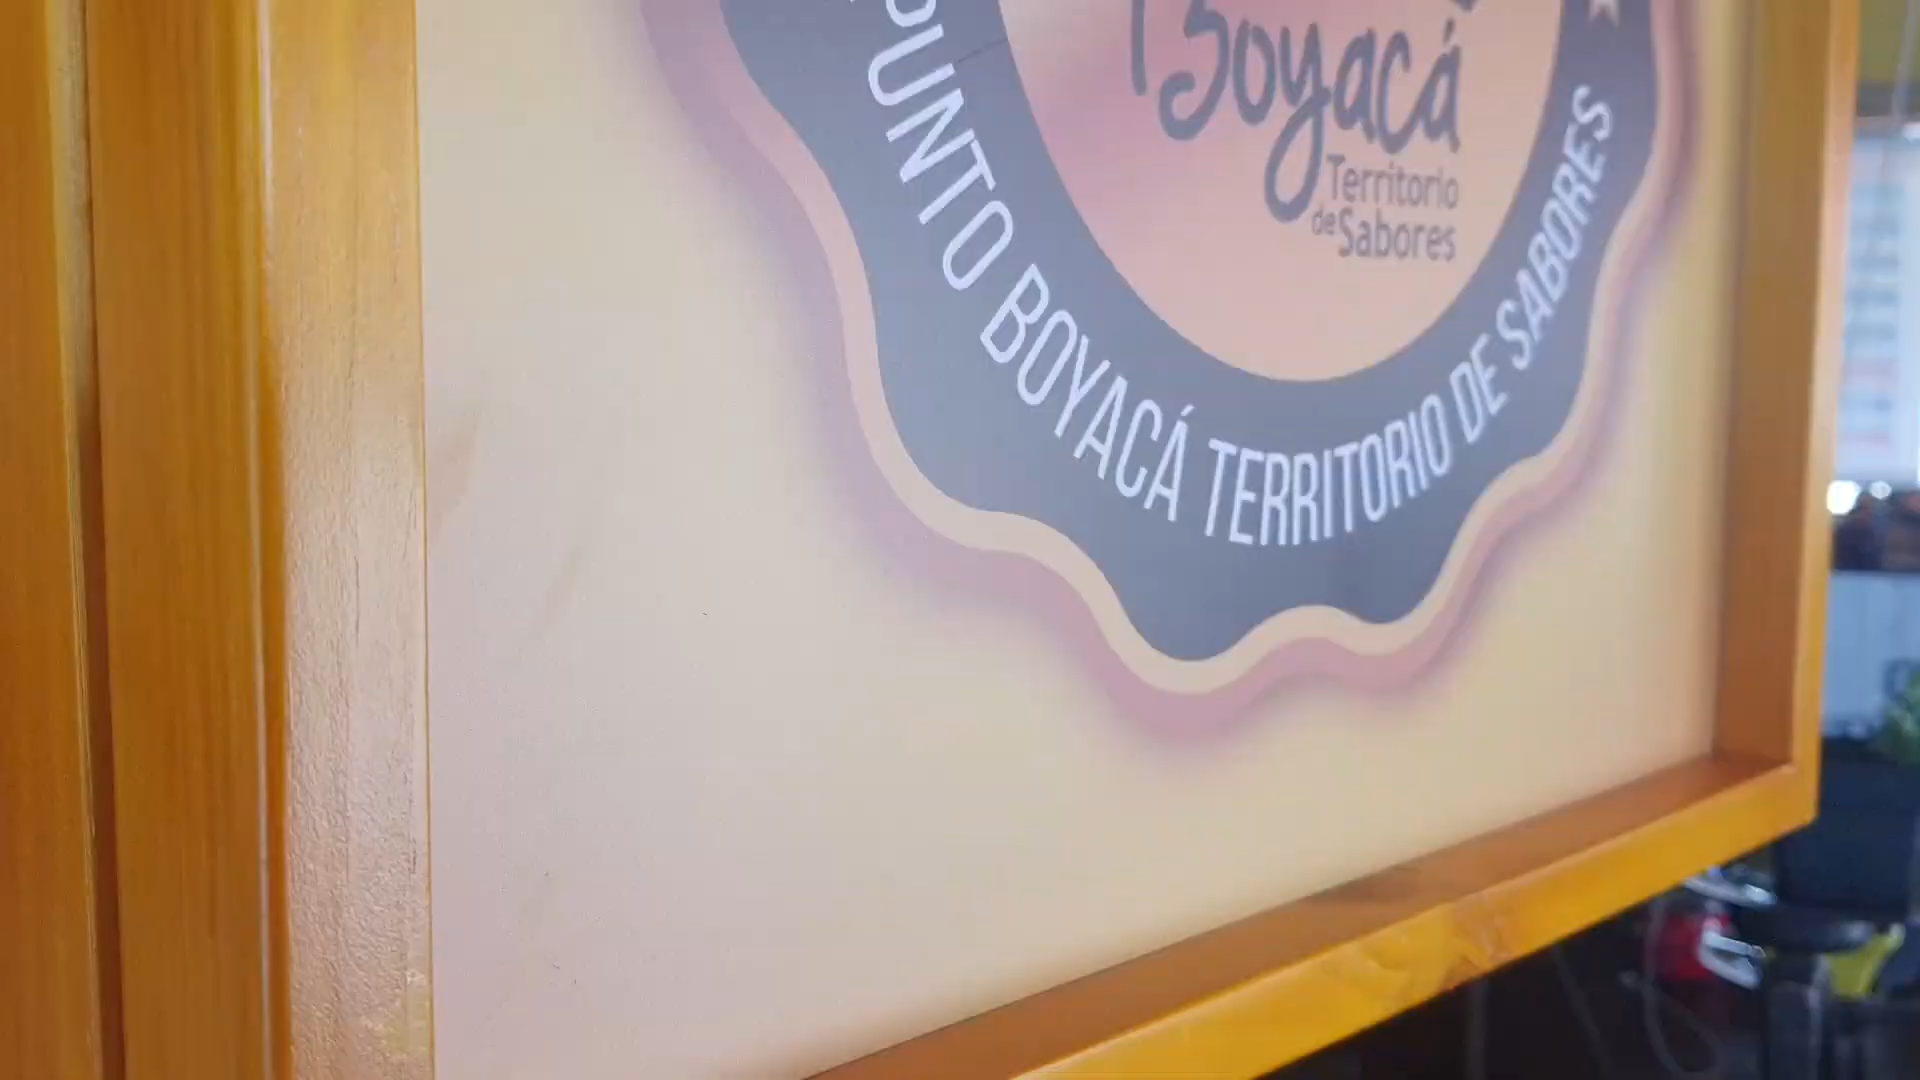 Boyacá
Territorio
de Sabores
PUNTO BOYACÁ TERRITORIO DE SABORES